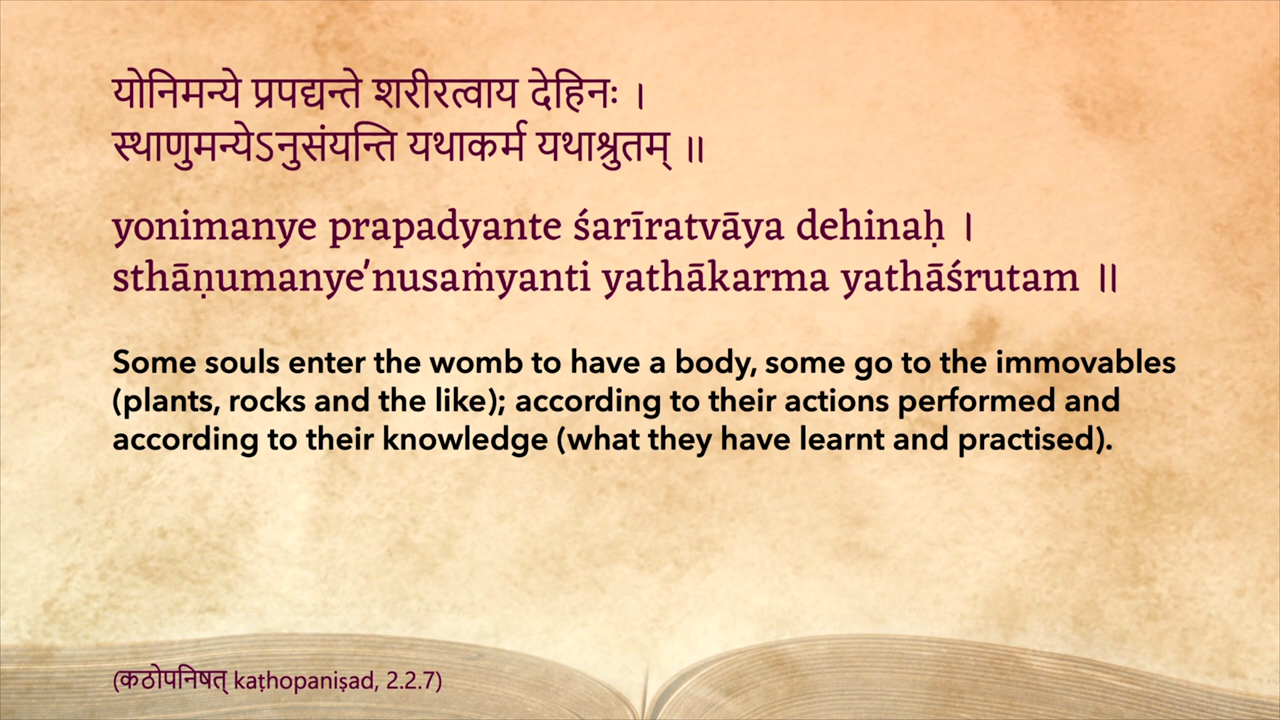 योनिमन्ये प्रपद्यन्ते शरीरत्वाय देहिनः ।
स्थाणुमन्येऽनुसंयन्ति यथाकर्म यथाश्रुतम् ॥
yonimanye prapadyante śarīratvāya dehinaḥ ।
sthāṇumanye'nusaṁyanti yathākarma yathāśrutam ॥
Some souls enter the womb to have a body, some go to the immovables
(plants, rocks and the like); according to their actions performed and
according to their knowledge (what they have learnt and practised).
(कठोपनिषत् kaṭhopaniṣad, 2.2.7)